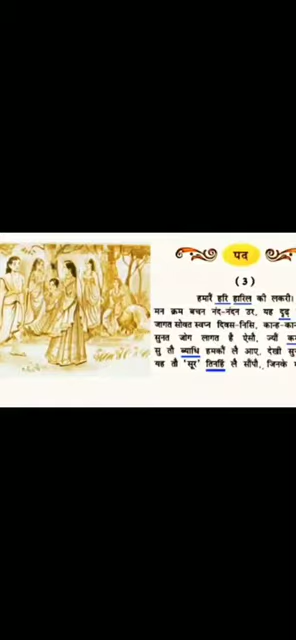 पद
(3)
हमारैं हरि हारिल की लकरी।
मन क्रम बचन नंद-नंदन उर, यह दृढ़
जागत सोवत स्वप्न दिवस-निसि, कान्ह-का
सुनत जोग लागत है ऐसौ, ज्यौं क
सु तौ ब्याधि हमकौं लै आए, देखी सु
यह तौ 'सूर' तिनहिं लै सौंपौ, जिनके